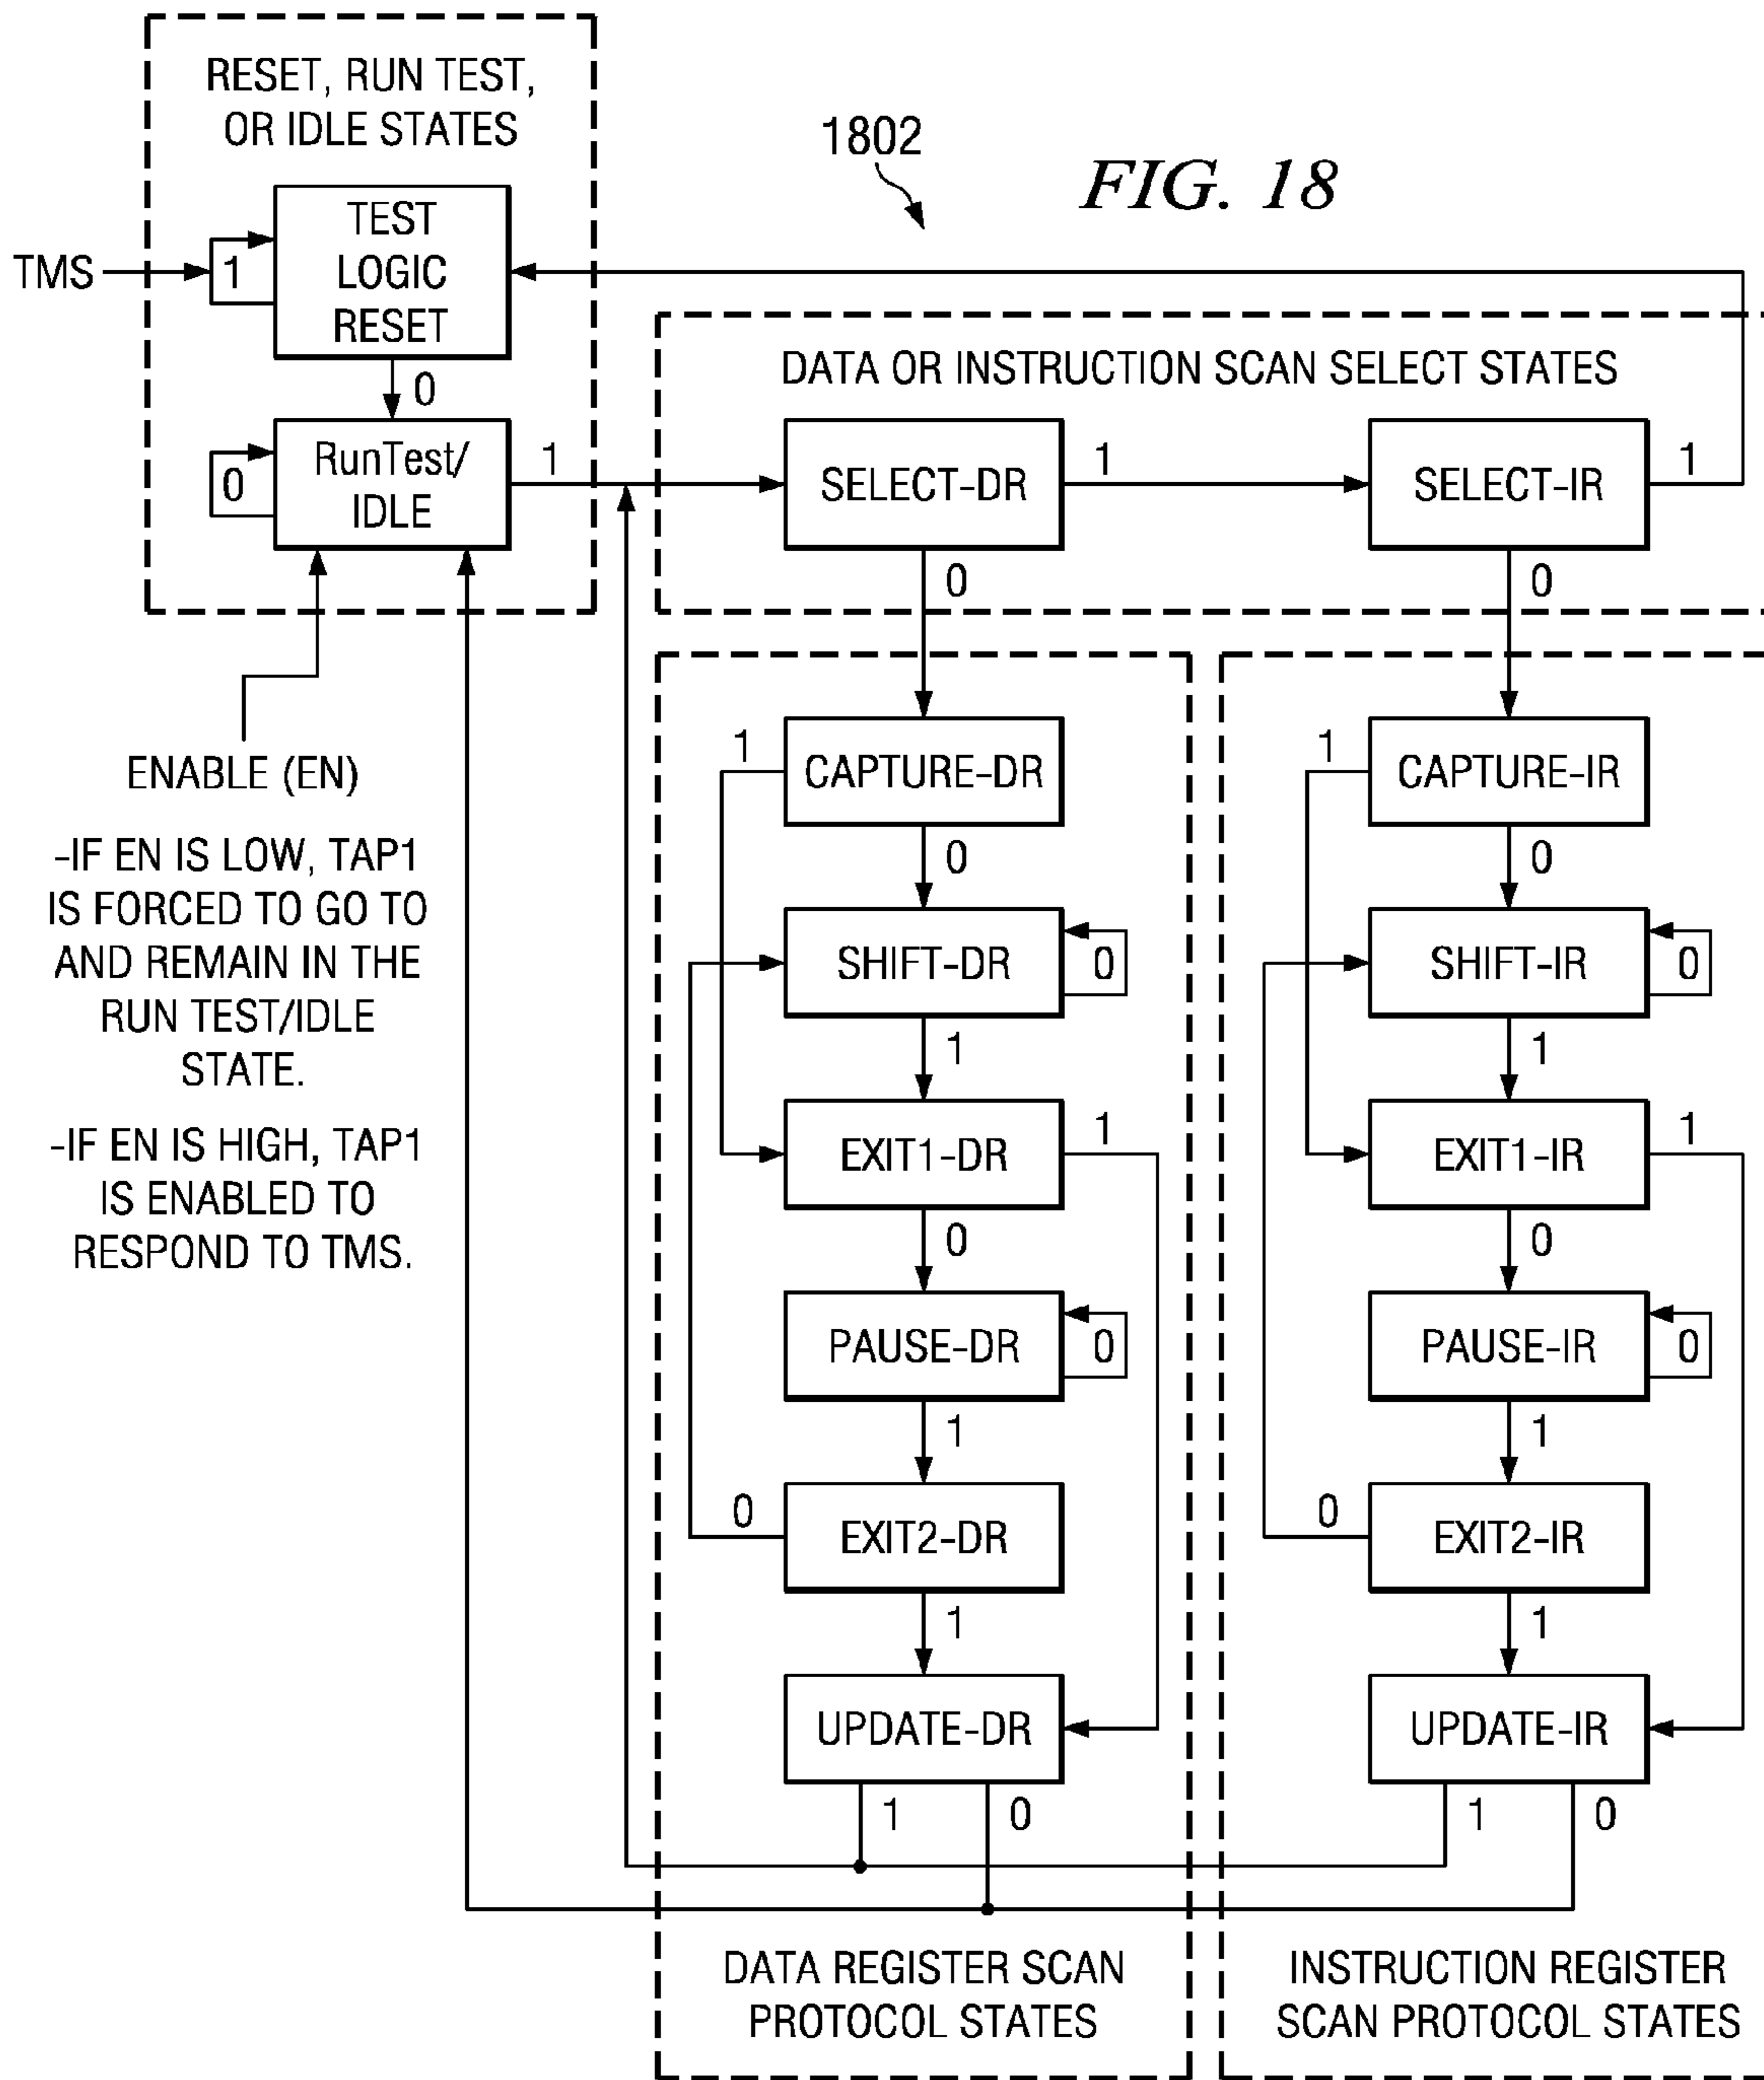 RESET, RUN TEST,
OR IDLE STATES
1802
FIG. 18
TMS
1
TEST
LOGIC
RESET
0
DATA OR INSTRUCTION SCAN SELECT STATES
0
RunTest/
IDLE
1
SELECT-DR
1
SELECT-IR
1
0
0
ENABLE (EN)
-IF EN IS LOW, TAP1
IS FORCED TO GO TO
AND REMAIN IN THE
RUN TEST/IDLE
STATE.
-IF EN IS HIGH, TAP1
IS ENABLED TO
RESPOND TO TMS.
1
CAPTURE-DR
0
SHIFT-DR
0
1
EXIT1-DR
1
0
PAUSE-DR
0
1
0
EXIT2-DR
1
UPDATE-DR
1
0
DATA REGISTER SCAN
PROTOCOL STATES
1
CAPTURE-IR
0
SHIFT-IR
0
1
EXIT1-IR
1
0
PAUSE-IR
0
1
0
EXIT2-IR
1
UPDATE-IR
1
0
INSTRUCTION REGISTER
SCAN PROTOCOL STATES